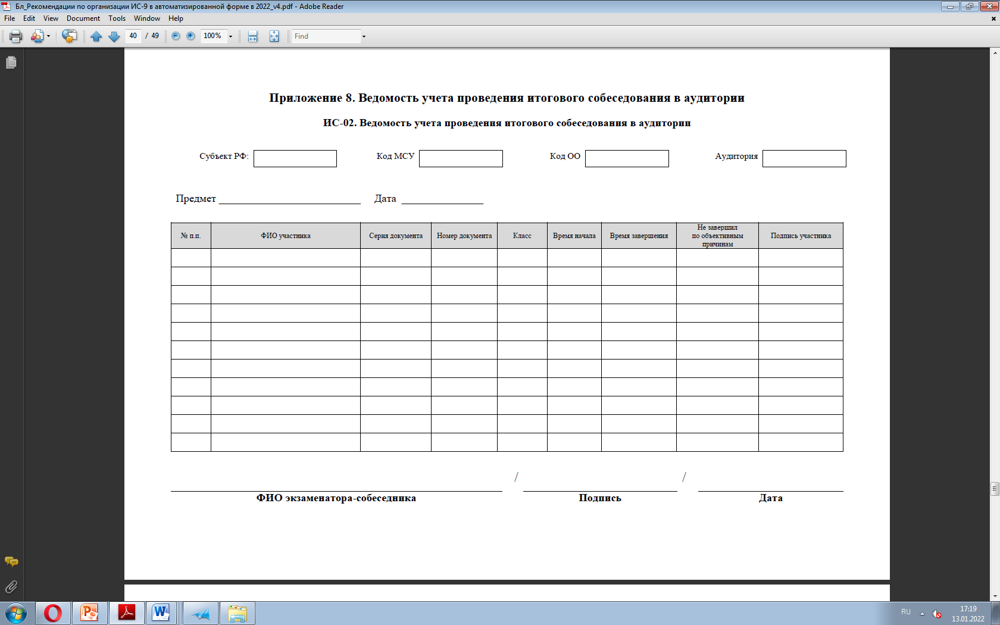 Бл_Рекомендации по организации ИС-9 в автоматизированной форме в 2022_v4.pdf - Adobe Reader
File Edit View Document Tools Window Help
40 / 49 100% Find
Приложение 8. Ведомость учета проведения итогового собеседования в аудитории
ИС-02. Ведомость учета проведения итогового собеседования в аудитории
Субъект РФ: Код МСУ Код ОО Аудитория
Предмет Дата
№ п.п. ФИО участника Серия документа Номер документа Класс Время начала Время завершения Не завершил по объективным причинам Подпись участника
/ /
ФИО экзаменатора-собеседника Подпись Дата
RU 17:19
13.01.2022